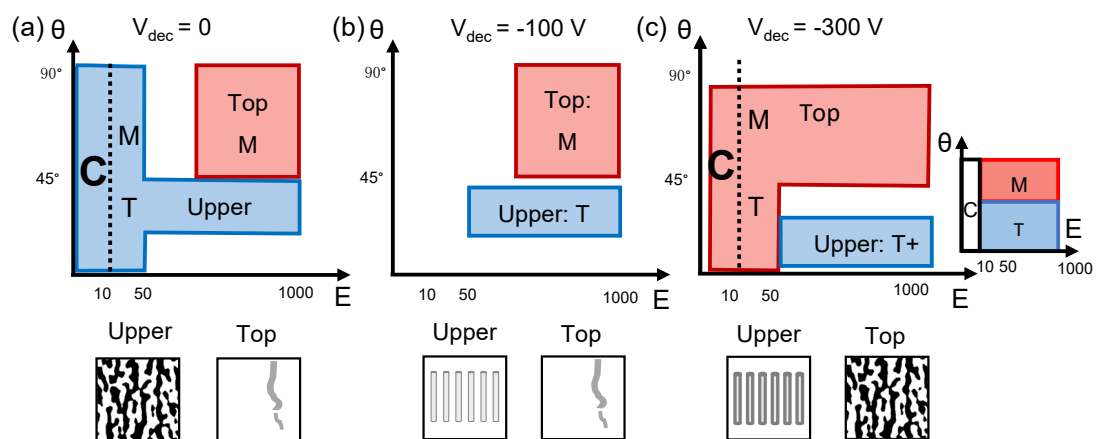 (a) θ V_dec = 0
90°
Top
M
M
C
45°
T
Upper
10
50
1000
E
Upper
Top
(b) θ V_dec = -100 V
90°
Top:
M
45°
Upper: T
10
50
1000
E
Upper
Top
(c) θ V_dec = -300 V
90°
M
Top
C
45°
T
Upper: T+
10
50
1000
E
Upper
Top
θ
M
C
T
E
10
50
1000